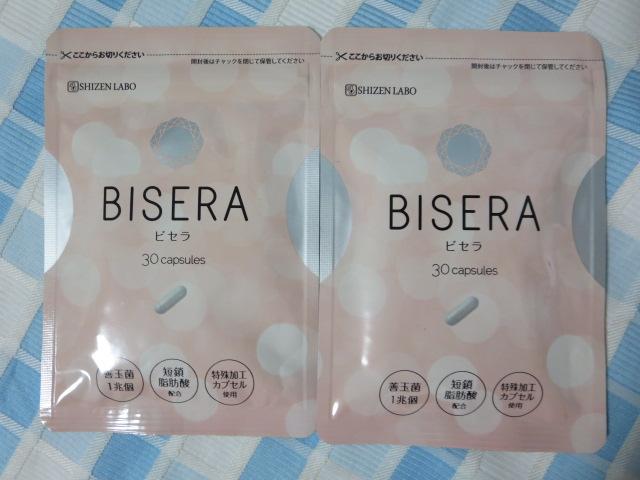 ここからお切りください
開封後はチャックを閉じて保管してください
SHIZEN LABO
BISERA
ビセラ
30 capsules
善玉菌
1兆個
短鎖
脂肪酸
配合
特殊加工
カプセル
使用
ここからお切りください
開封後はチャックを閉じて保管してください
SHIZEN LABO
BISERA
ビセラ
30 capsules
善玉菌
1兆個
短鎖
脂肪酸
配合
特殊加工
カプセル
使用